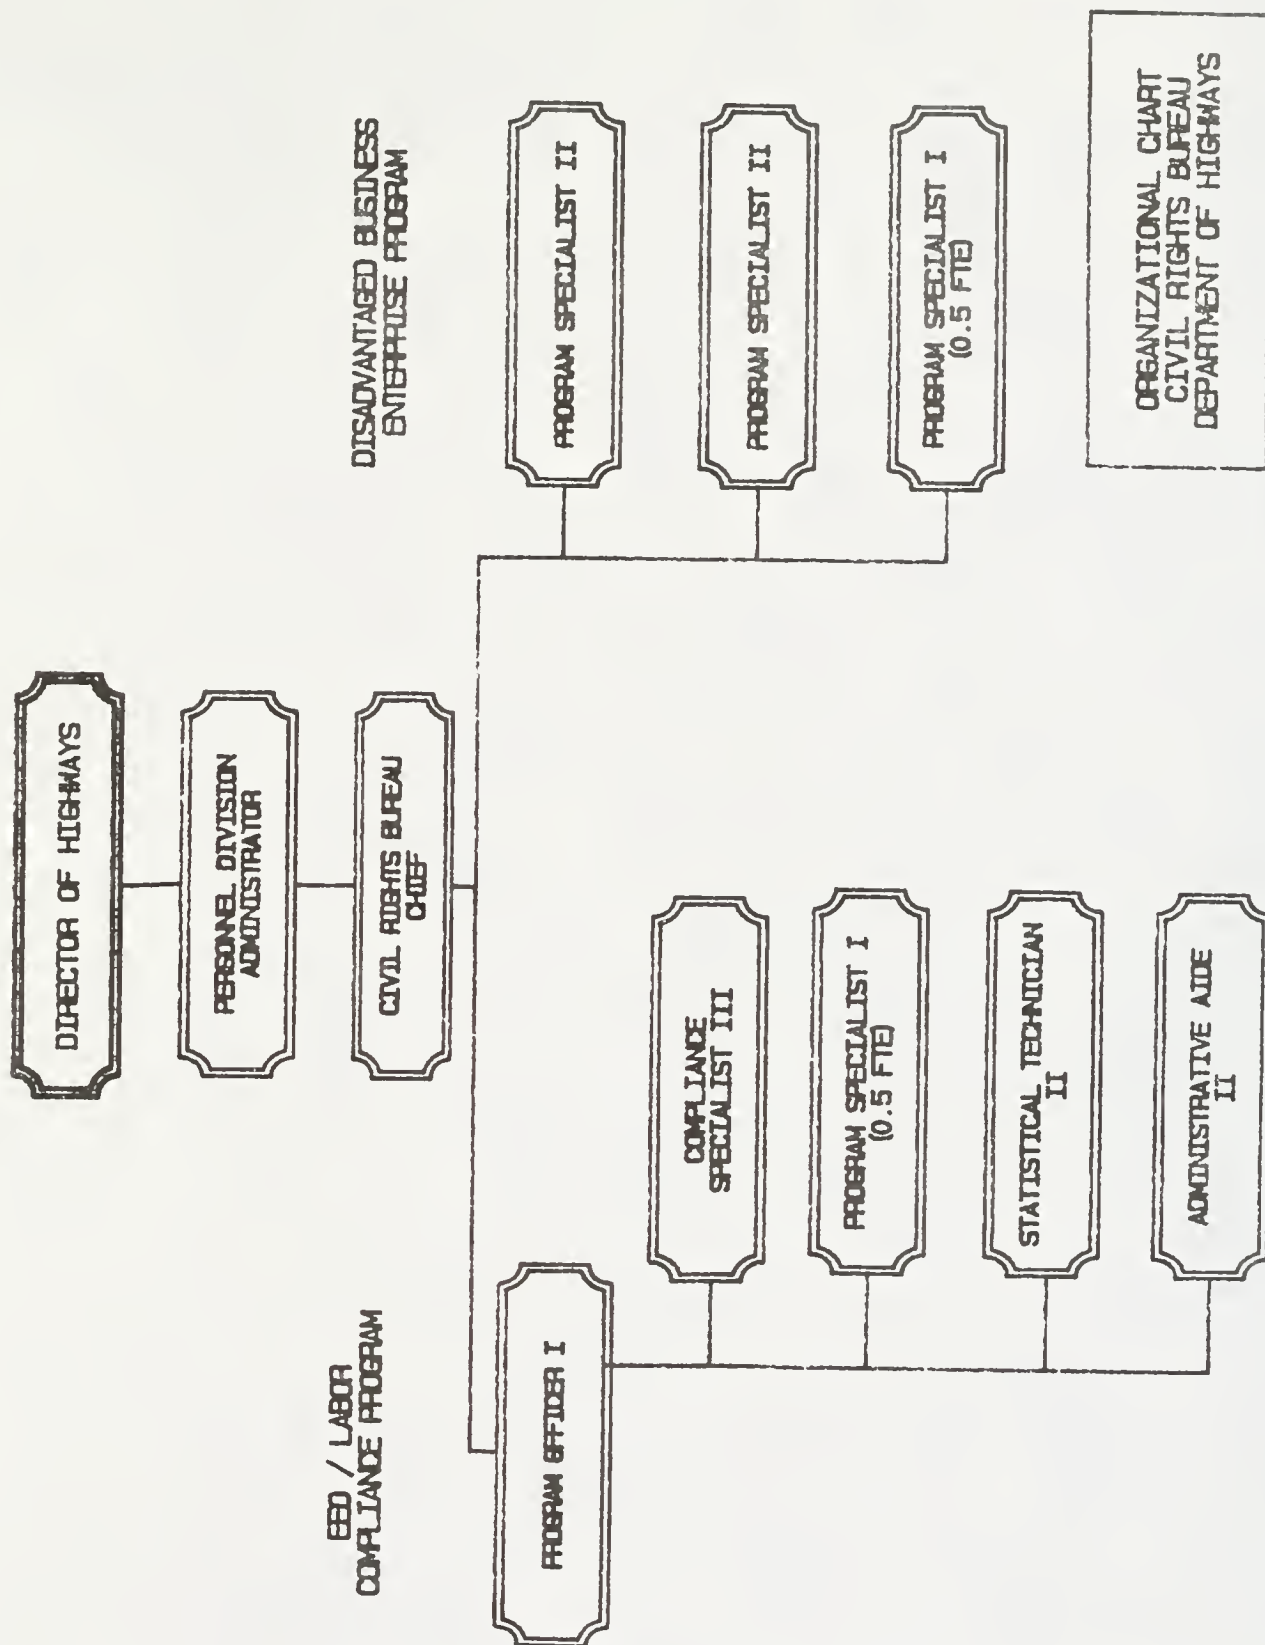 DIRECTOR OF HIGHWAYS
PERSONNEL DIVISION
ADMINISTRATOR
CIVIL RIGHTS BUREAU
CHIEF
EEO / LABOR
COMPLIANCE PROGRAM
DISADVANTAGED BUSINESS
ENTERPRISE PROGRAM
PROGRAM OFFICER I
COMPLIANCE
SPECIALIST III
PROGRAM SPECIALIST I
(0.5 FTE)
STATISTICAL TECHNICIAN
II
ADMINISTRATIVE AIDE
II
PROGRAM SPECIALIST II
PROGRAM SPECIALIST II
PROGRAM SPECIALIST I
(0.5 FTE)
ORGANIZATIONAL CHART
CIVIL RIGHTS BUREAU
DEPARTMENT OF HIGHWAYS